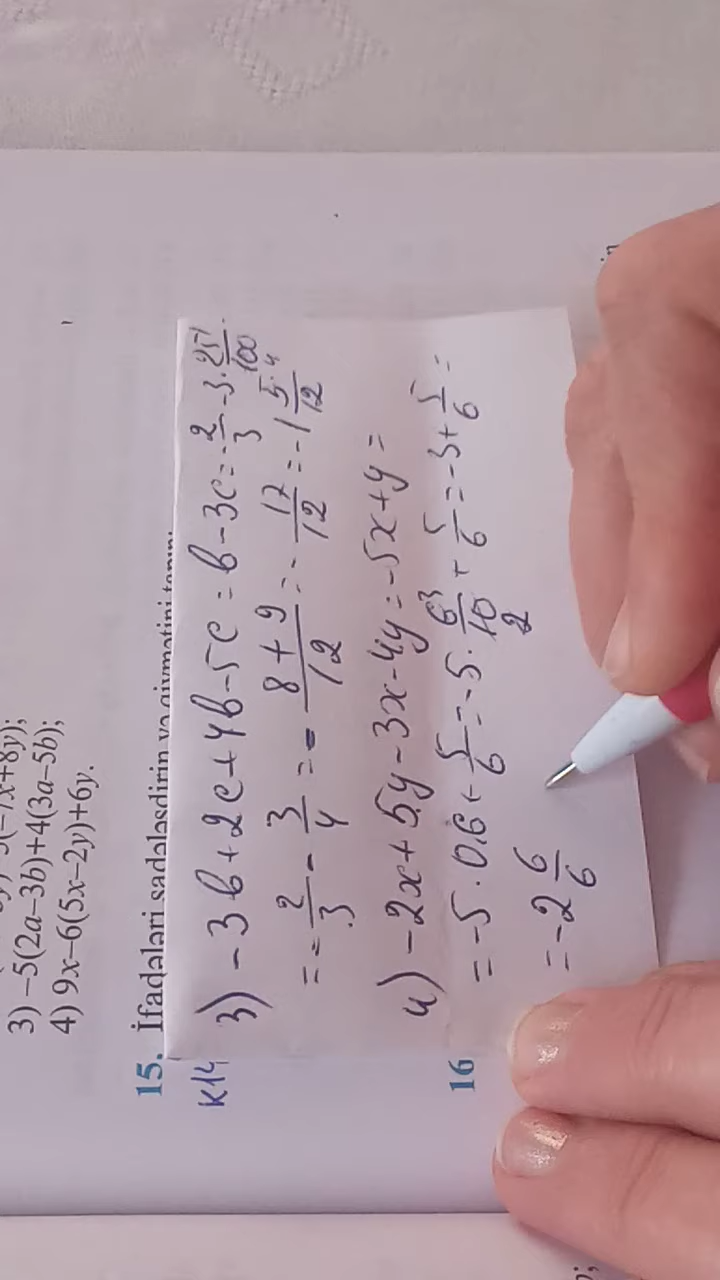 3) −5(2a−3b)+4(3a−5b);
4) 9x−6(5x−2y)+6y.
15. İfadələri sadələşdirin və qiymətini tapın:
3) −3b+2c+4b−5c = b−3c = −2/3 − 3·25/100 =
= −2/3 − 3/4 = −(8+9)/12 = −17/12 = −1 5/12
4) −2x+5y−3x−4y = −5x+y =
= −5·0.6+5/6 = −5·6/10+5/6 = −3+5/6 =
= −2 6/6
16